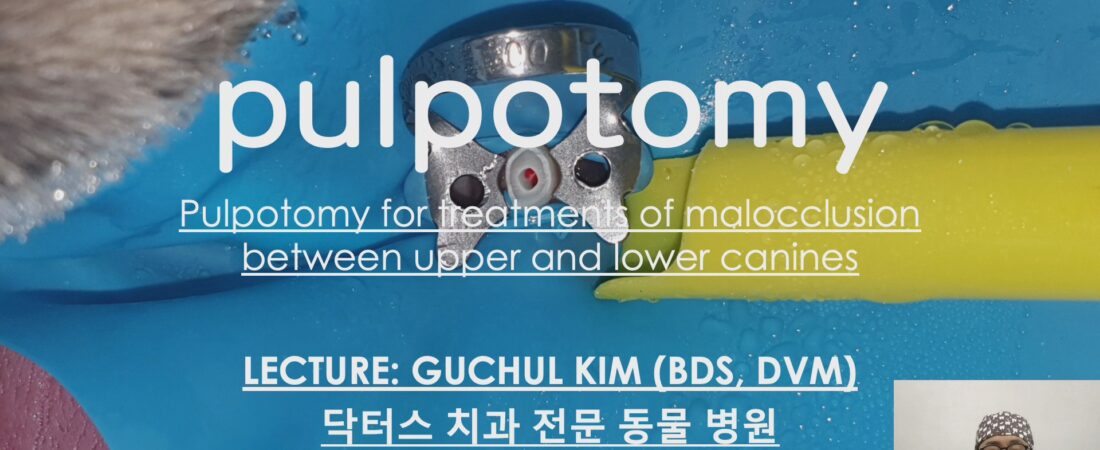 pulpotomy
Pulpotomy for treatments of malocclusion
between upper and lower canines
LECTURE: GUCHUL KIM (BDS, DVM)
닥터스 치과 전문 동물 병원